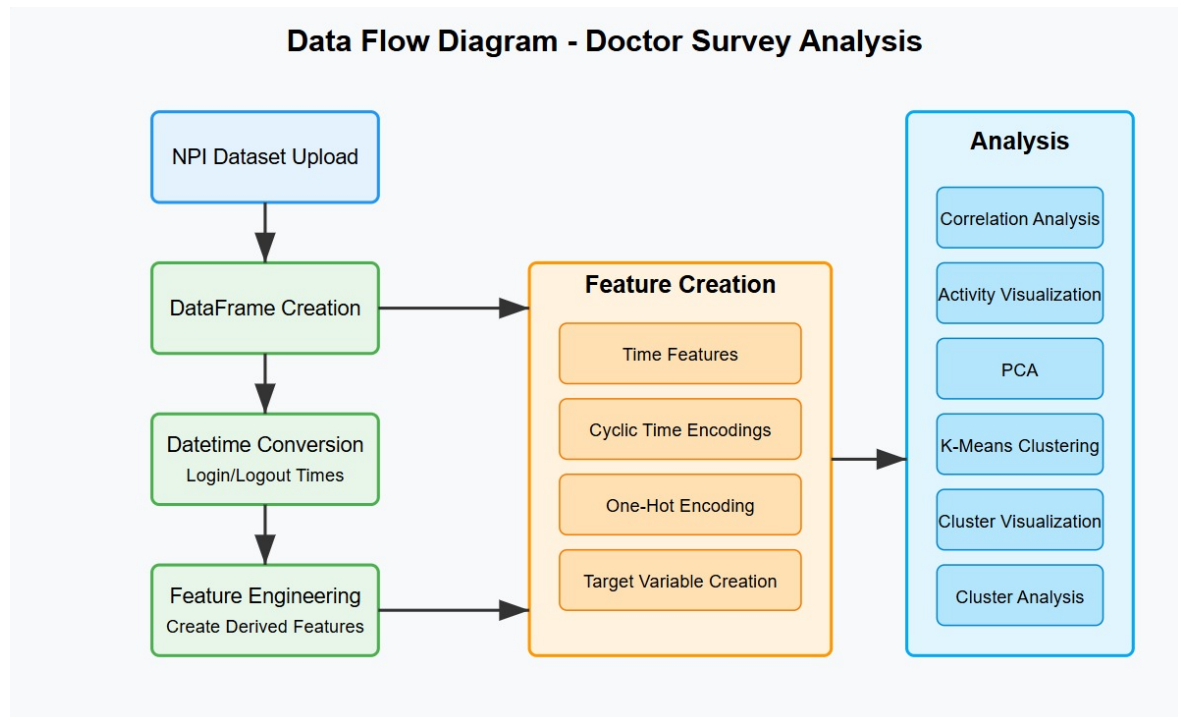 Data Flow Diagram - Doctor Survey Analysis
NPI Dataset Upload
DataFrame Creation
Datetime Conversion
Login/Logout Times
Feature Engineering
Create Derived Features
Feature Creation
Time Features
Cyclic Time Encodings
One-Hot Encoding
Target Variable Creation
Analysis
Correlation Analysis
Activity Visualization
PCA
K-Means Clustering
Cluster Visualization
Cluster Analysis